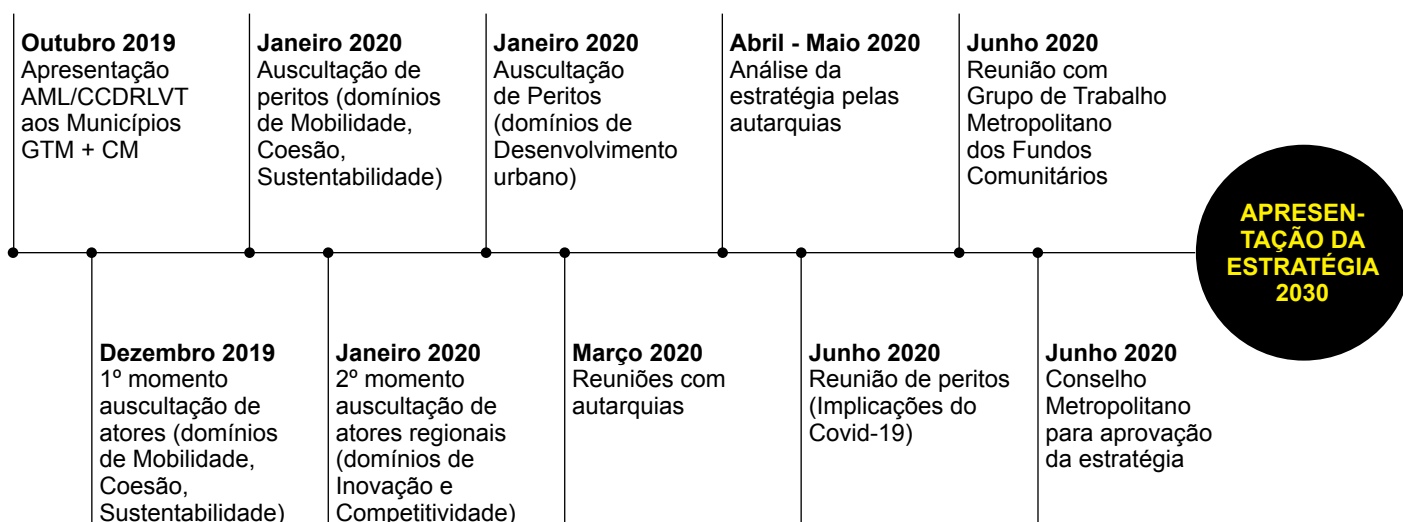 Outubro 2019
Apresentação
AML/CCDRLVT
aos Municípios
GTM + CM
Janeiro 2020
Auscultação de
peritos (domínios
de Mobilidade,
Coesão,
Sustentabilidade)
Janeiro 2020
Auscultação
de Peritos
(domínios de
Desenvolvimento
urbano)
Abril - Maio 2020
Análise da
estratégia pelas
autarquias
Junho 2020
Reunião com
Grupo de Trabalho
Metropolitano
dos Fundos
Comunitários
APRESEN-
TAÇÃO DA
ESTRATÉGIA
2030
Dezembro 2019
1º momento
auscultação de
atores (domínios
de Mobilidade,
Coesão,
Sustentabilidade)
Janeiro 2020
2º momento
auscultação de
atores regionais
(domínios de
Inovação e
Competitividade)
Março 2020
Reuniões com
autarquias
Junho 2020
Reunião de peritos
(Implicações do
Covid-19)
Junho 2020
Conselho
Metropolitano
para aprovação
da estratégia